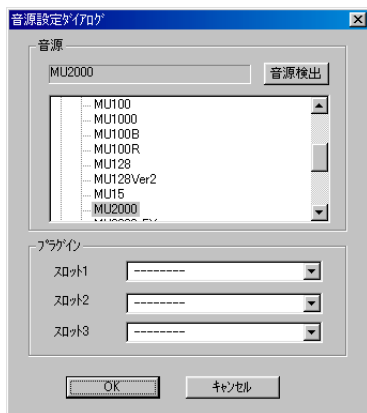 音源設定ﾀﾞｲｱﾛｸﾞ
音源
MU2000
音源検出
MU100
MU1000
MU100B
MU100R
MU128
MU128Ver2
MU15
MU2000
ﾌﾟﾗｸﾞｲﾝ
ｽﾛｯﾄ1
--------
ｽﾛｯﾄ2
--------
ｽﾛｯﾄ3
--------
OK
ｷｬﾝｾﾙ